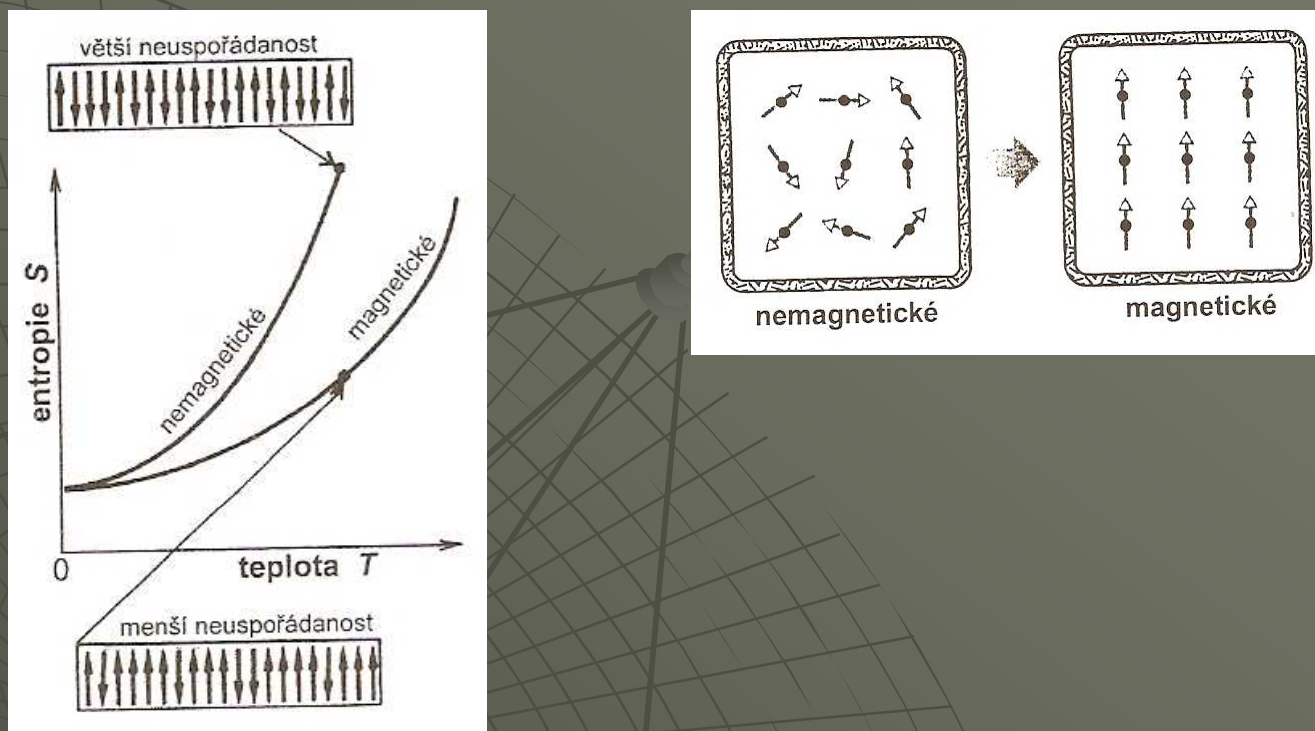 větší neuspořádanost
entropie S
nemagnetické
magnetické
0
teplota T
menší neuspořádanost
nemagnetické
magnetické